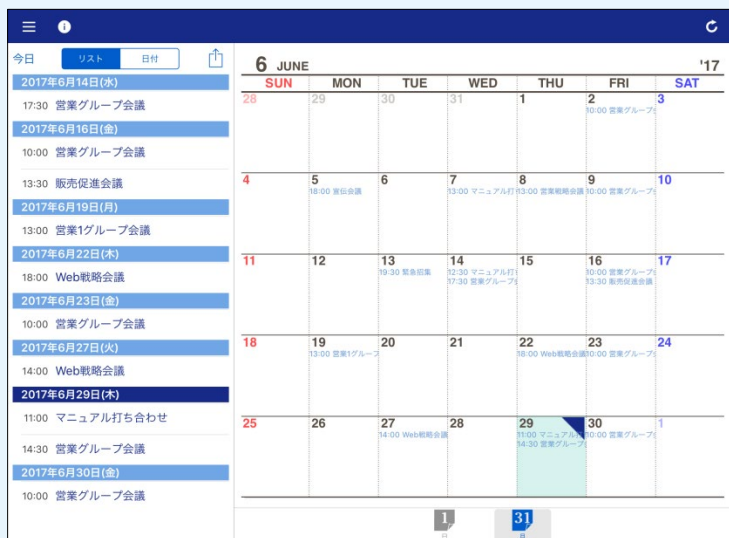 今日 リスト 日付
2017年6月14日(水)
17:30 営業グループ会議
2017年6月16日(金)
10:00 営業グループ会議
13:30 販売促進会議
2017年6月19日(月)
13:00 営業1グループ会議
2017年6月22日(木)
18:00 Web戦略会議
2017年6月23日(金)
10:00 営業グループ会議
2017年6月27日(火)
14:00 Web戦略会議
2017年6月29日(木)
11:00 マニュアル打ち合わせ
14:30 営業グループ会議
2017年6月30日(金)
10:00 営業グループ会議
6 JUNE '17
SUN MON TUE WED THU FRI SAT
28 29 30 31 1 2 3
10:00 営業グループ
4 5 6 7 8 9 10
18:00 宣伝会議 13:00 マニュアル打 13:00 営業戦略会議 10:00 営業グループ
11 12 13 14 15 16 17
19:30 緊急招集 12:30 マニュアル打 10:00 営業グループ
17:30 営業グループ 13:30 販売促進会議
18 19 20 21 22 23 24
13:00 営業1グループ 18:00 Web戦略会議 10:00 営業グループ
25 26 27 28 29 30 1
14:00 Web戦略会議 11:00 マニュアル 10:00 営業グループ
14:30 営業グループ
1 31
日 月